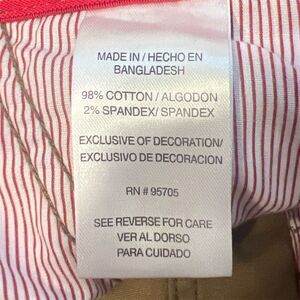 MADE IN / HECHO EN
BANGLADESH
98% COTTON / ALGODON
2% SPANDEX/ SPANDEX
EXCLUSIVE OF DECORATION/
EXCLUSIVO DE DECORACION
RN # 95705
SEE REVERSE FOR CARE
VER AL DORSO
PARA CUIDADO